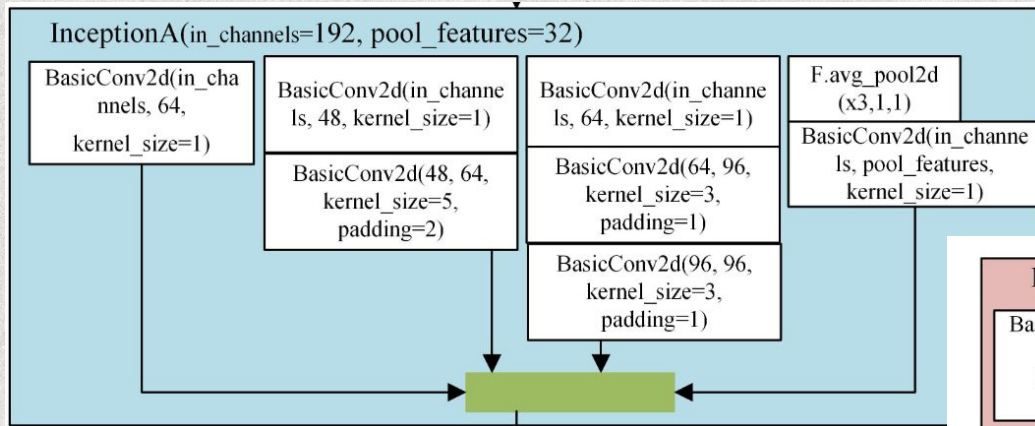 InceptionA(in_channels=192, pool_features=32)
BasicConv2d(in_cha
nnels, 64,
kernel_size=1)
BasicConv2d(in_channe
ls, 48, kernel_size=1)
BasicConv2d(48, 64,
kernel_size=5,
padding=2)
BasicConv2d(in_channe
ls, 64, kernel_size=1)
BasicConv2d(64, 96,
kernel_size=3,
padding=1)
BasicConv2d(96, 96,
kernel_size=3,
padding=1)
F.avg_pool2d
(x3,1,1)
BasicConv2d(in_channe
ls, pool_features,
kernel_size=1)
Ba